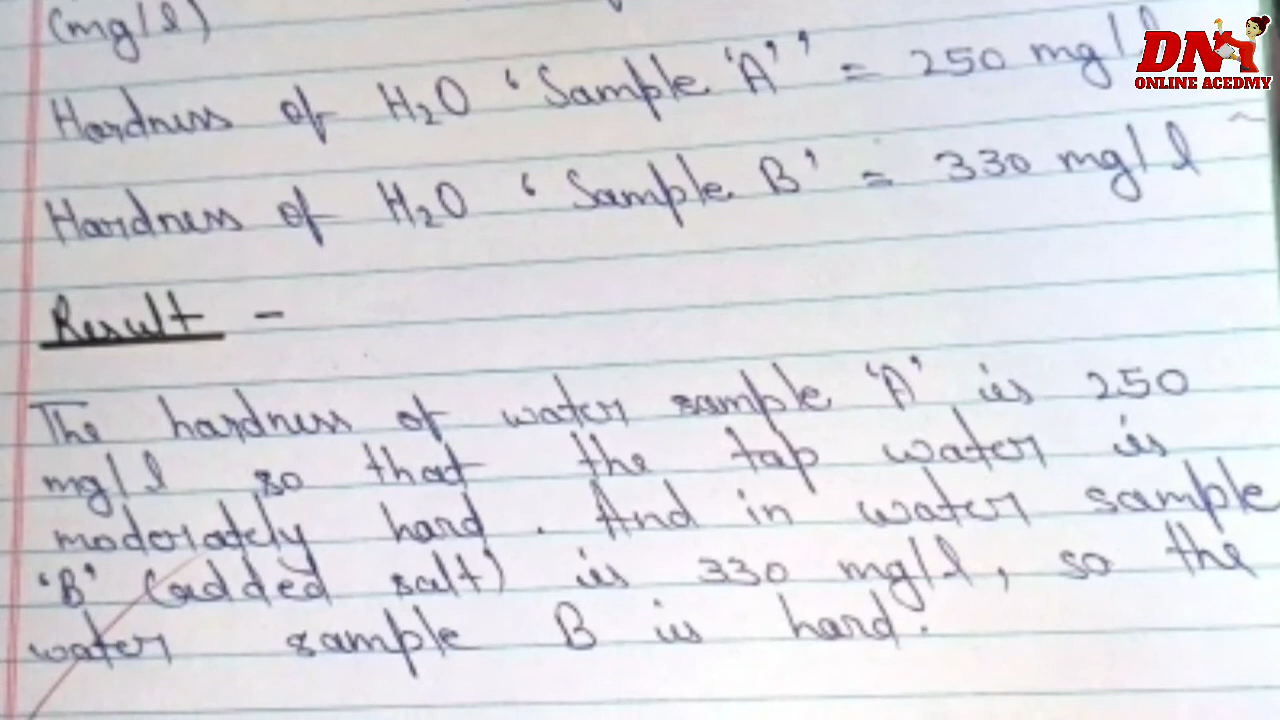 (mg/l)
Hardness of H₂O 'Sample 'A'' = 250 mg/l
Hardness of H₂O 'Sample B' = 330 mg/l
Result -
The hardness of water sample 'A' is 250
mg/l so that the tap water is
moderately hard. And in water sample
'B' (added salt) is 330 mg/l, so the
water sample B is hard.
DN
ONLINE ACEDMY